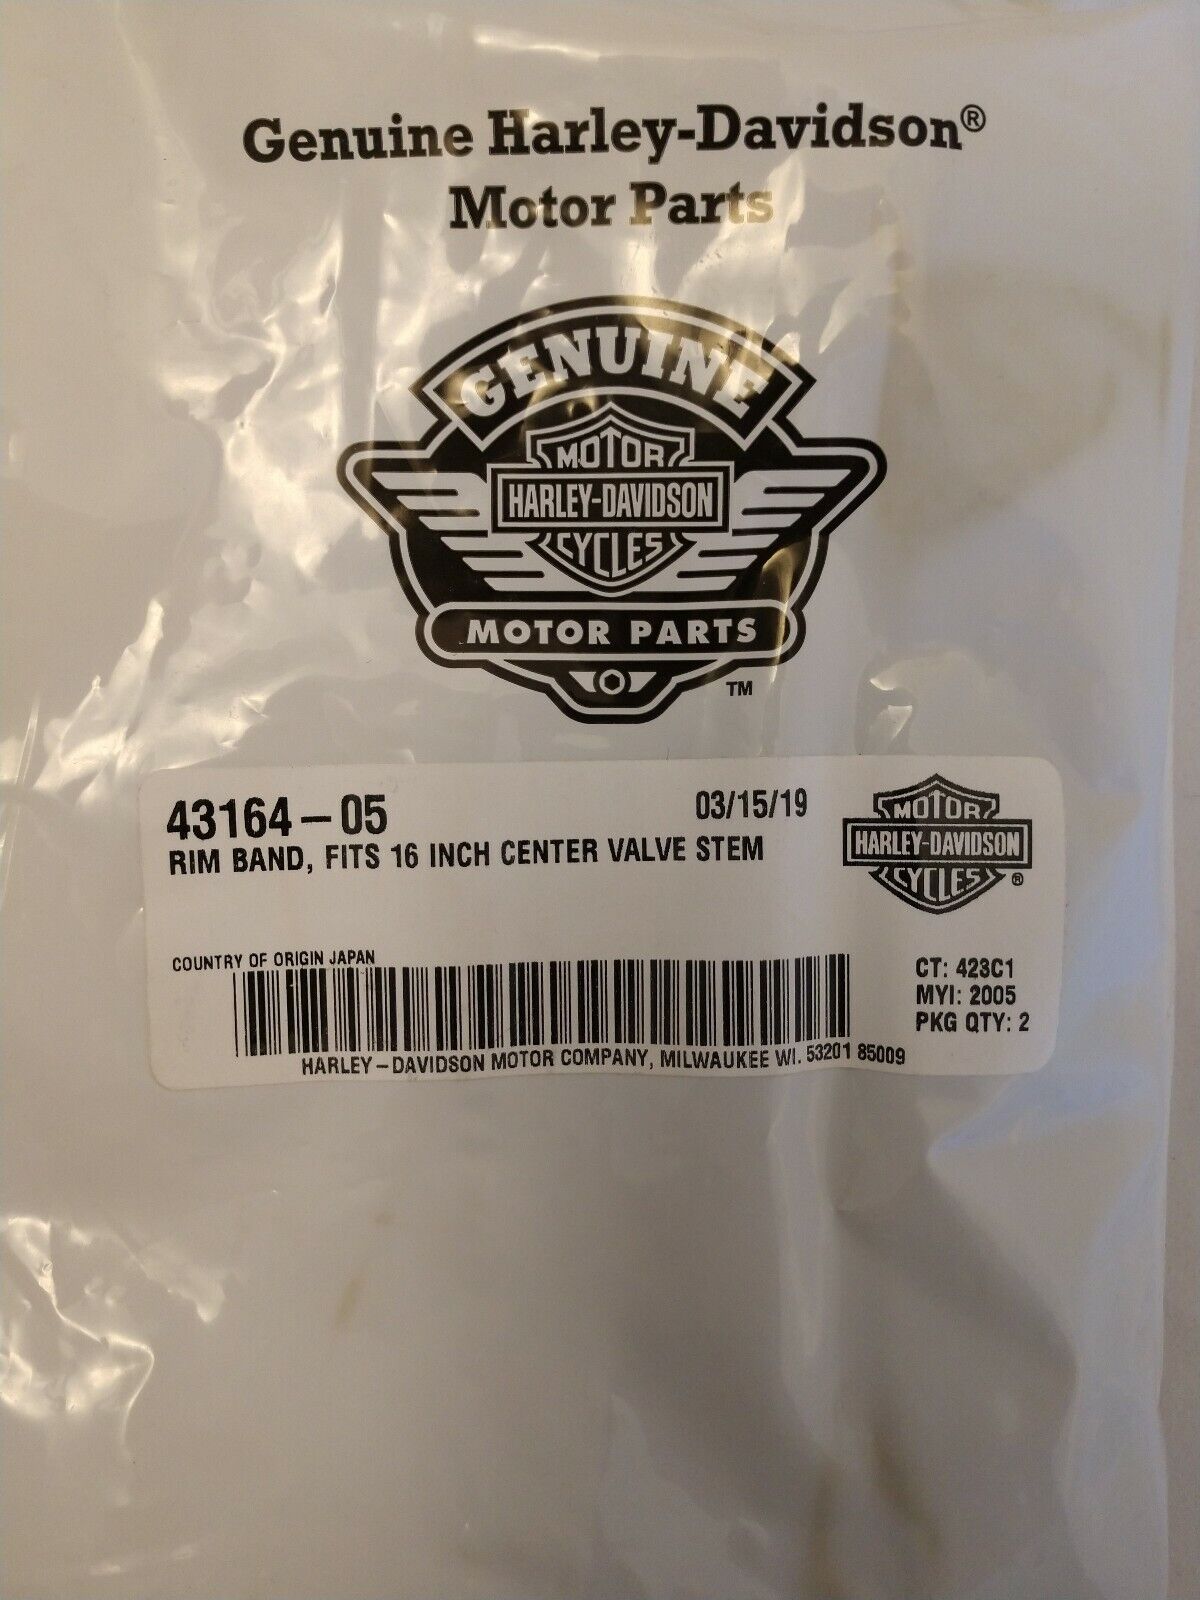 Genuine Harley-Davidson®
Motor Parts
GENUINE
MOTOR
HARLEY-DAVIDSON
CYCLES
MOTOR PARTS
TM
43164-05
03/15/19
RIM BAND, FITS 16 INCH CENTER VALVE STEM
MOTOR
HARLEY-DAVIDSON
CYCLES
®
COUNTRY OF ORIGIN JAPAN
CT: 423C1
MYI: 2005
PKG QTY: 2
HARLEY-DAVIDSON MOTOR COMPANY, MILWAUKEE WI. 53201 85009